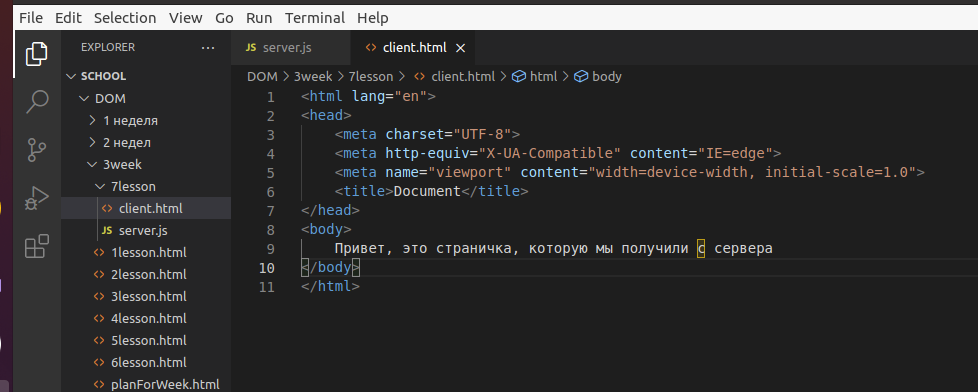 File Edit Selection View Go Run Terminal Help
EXPLORER ...
SCHOOL
DOM
1 неделя
2 недел
3week
7lesson
client.html
server.js
1lesson.html
2lesson.html
3lesson.html
4lesson.html
5lesson.html
6lesson.html
planForWeek.html
JS server.js <> client.html ×
DOM > 3week > 7lesson > <> client.html > html > body
1 <html lang="en">
2 <head>
3     <meta charset="UTF-8">
4     <meta http-equiv="X-UA-Compatible" content="IE=edge">
5     <meta name="viewport" content="width=device-width, initial-scale=1.0">
6     <title>Document</title>
7 </head>
8 <body>
9     Привет, это страничка, которую мы получили с сервера
10 </body>
11 </html>